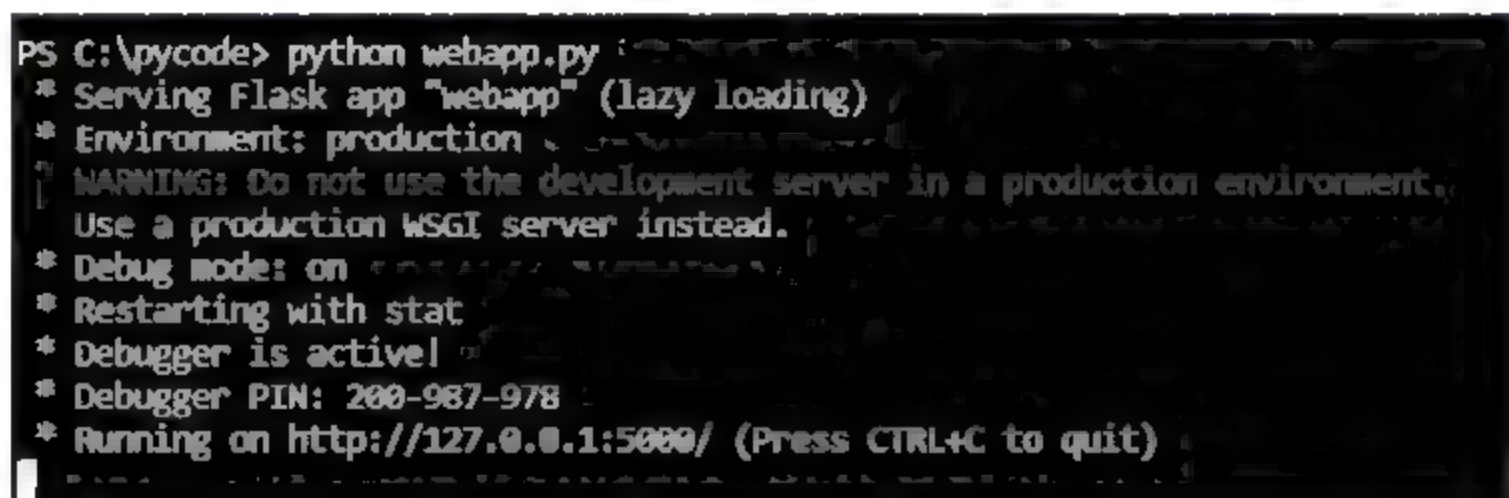 PS C:\pycode> python webapp.py
* Serving Flask app "webapp" (lazy loading)
* Environment: production
WARNING: Do not use the development server in a production environment.
Use a production WSGI server instead.
* Debug mode: on
* Restarting with stat
* Debugger is active!
* Debugger PIN: 200-987-978
* Running on http://127.0.0.1:5000/ (Press CTRL+C to quit)